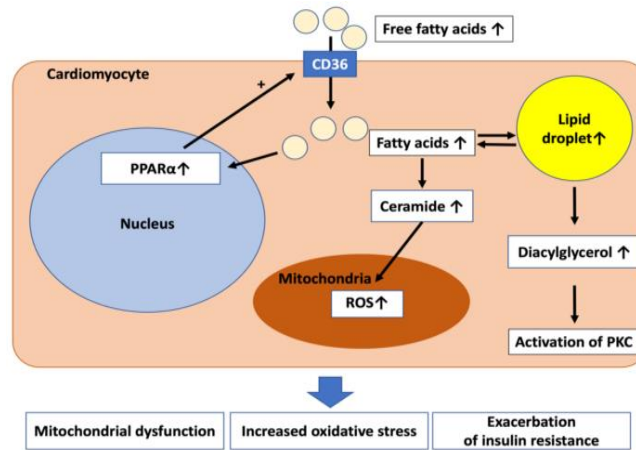 Free fatty acids ↑
Cardiomyocyte
CD36
+
Lipid
droplet↑
Fatty acids ↑
PPARα↑
Ceramide ↑
Nucleus
Diacylglycerol ↑
Mitochondria
ROS↑
Activation of PKC
Mitochondrial dysfunction
Increased oxidative stress
Exacerbation
of insulin resistance